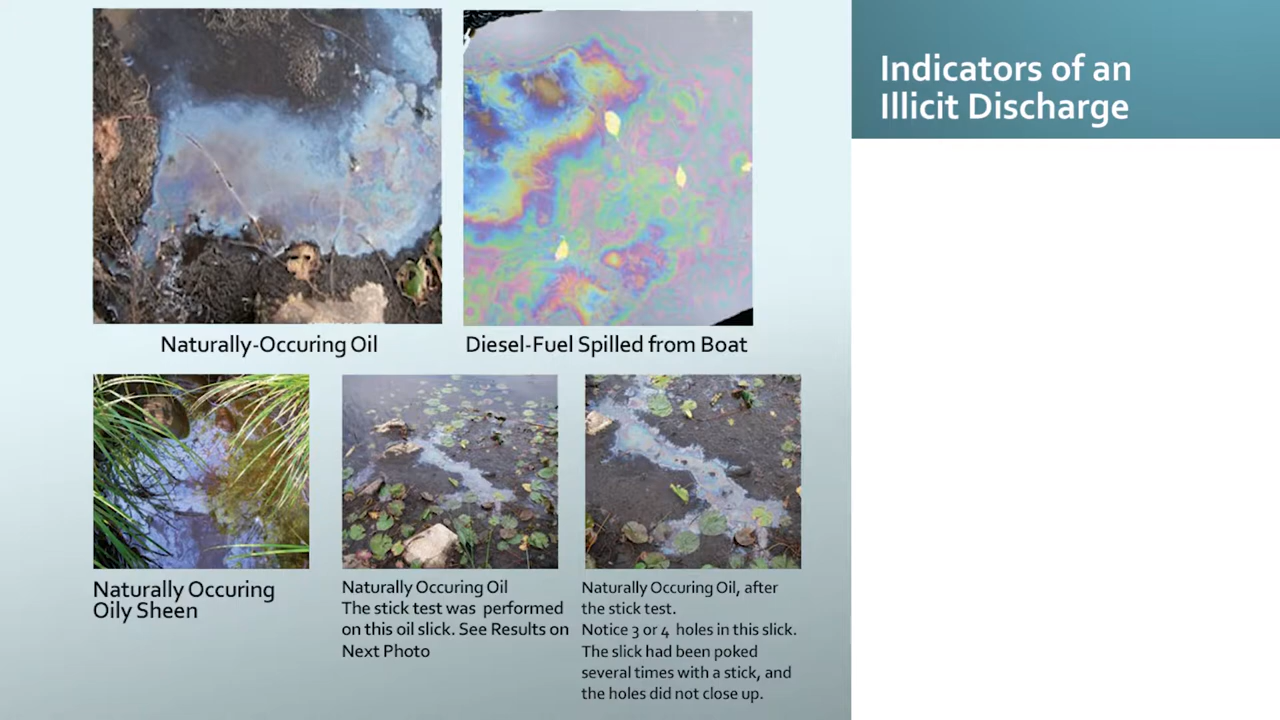 Indicators of an
Illicit Discharge
Naturally-Occuring Oil
Diesel-Fuel Spilled from Boat
Naturally Occuring
Oily Sheen
Naturally Occuring Oil
The stick test was performed
on this oil slick. See Results on
Next Photo
Naturally Occuring Oil, after
the stick test.
Notice 3 or 4 holes in this slick.
The slick had been poked
several times with a stick, and
the holes did not close up.